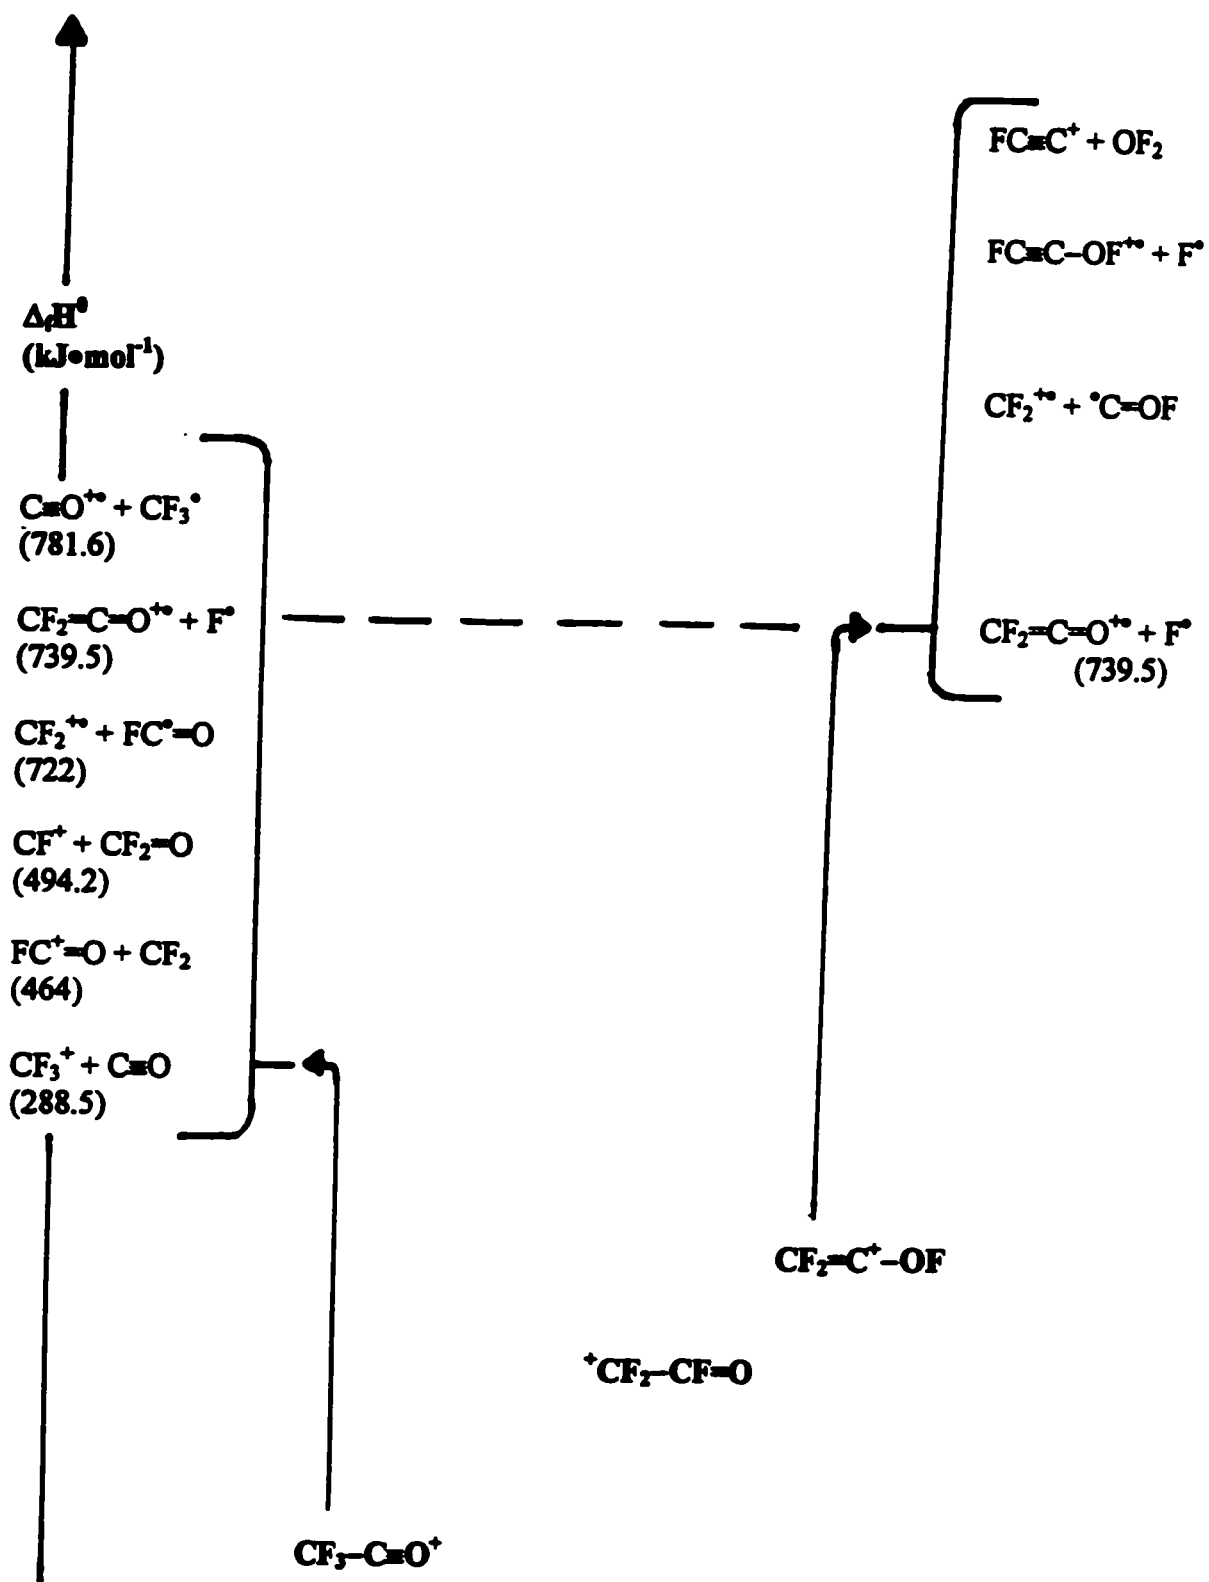 FC≡C⁺ + OF₂
FC≡C–OF⁺• + F•
ΔfH⁰
(kJ•mol⁻¹)
CF₂⁺• + •C=OF
C≡O⁺• + CF₃•
(781.6)
CF₂=C=O⁺• + F•
(739.5)
CF₂=C=O⁺• + F•
(739.5)
CF₂⁺• + FC•=O
(722)
CF⁺ + CF₂=O
(494.2)
FC⁺=O + CF₂
(464)
CF₃⁺ + C≡O
(288.5)
CF₂=C⁺–OF
⁺CF₂–CF=O
CF₃–C≡O⁺